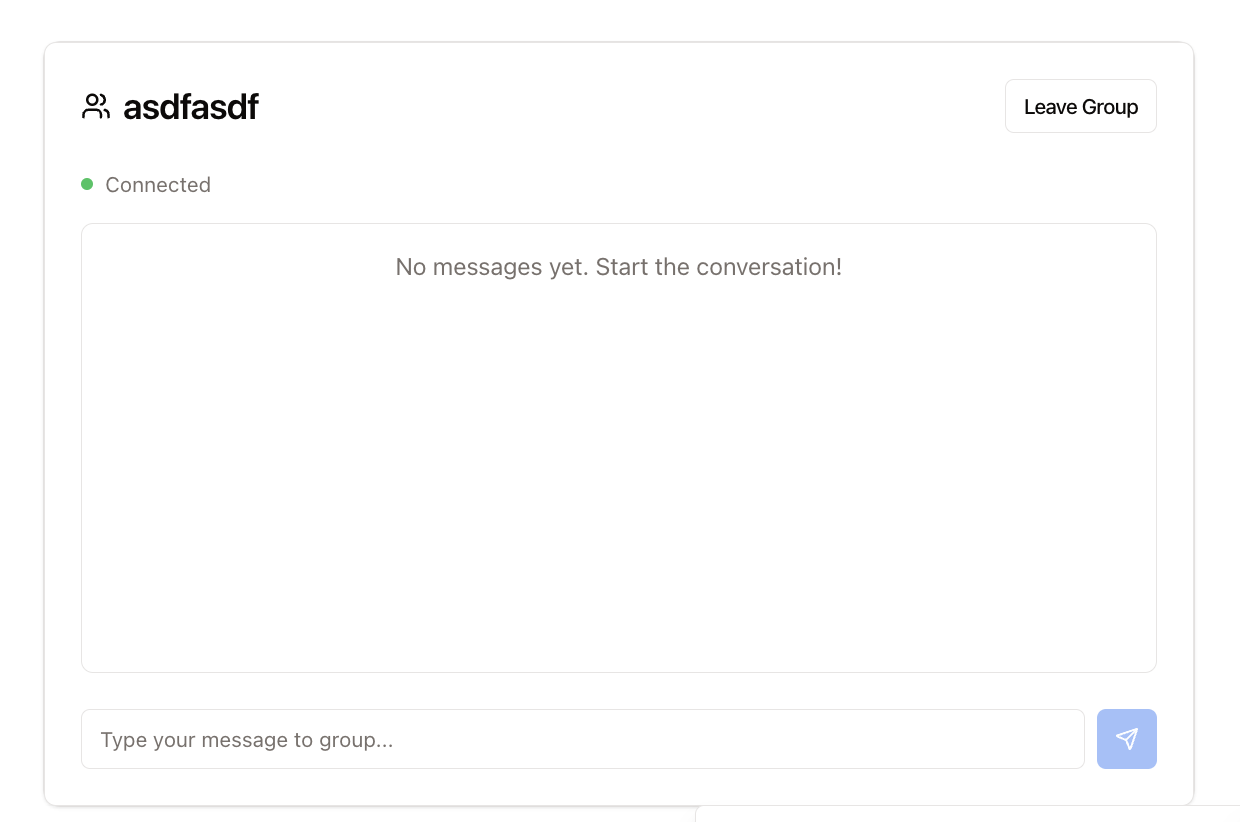 asdfasdf
Leave Group
Connected
No messages yet. Start the conversation!
Type your message to group...